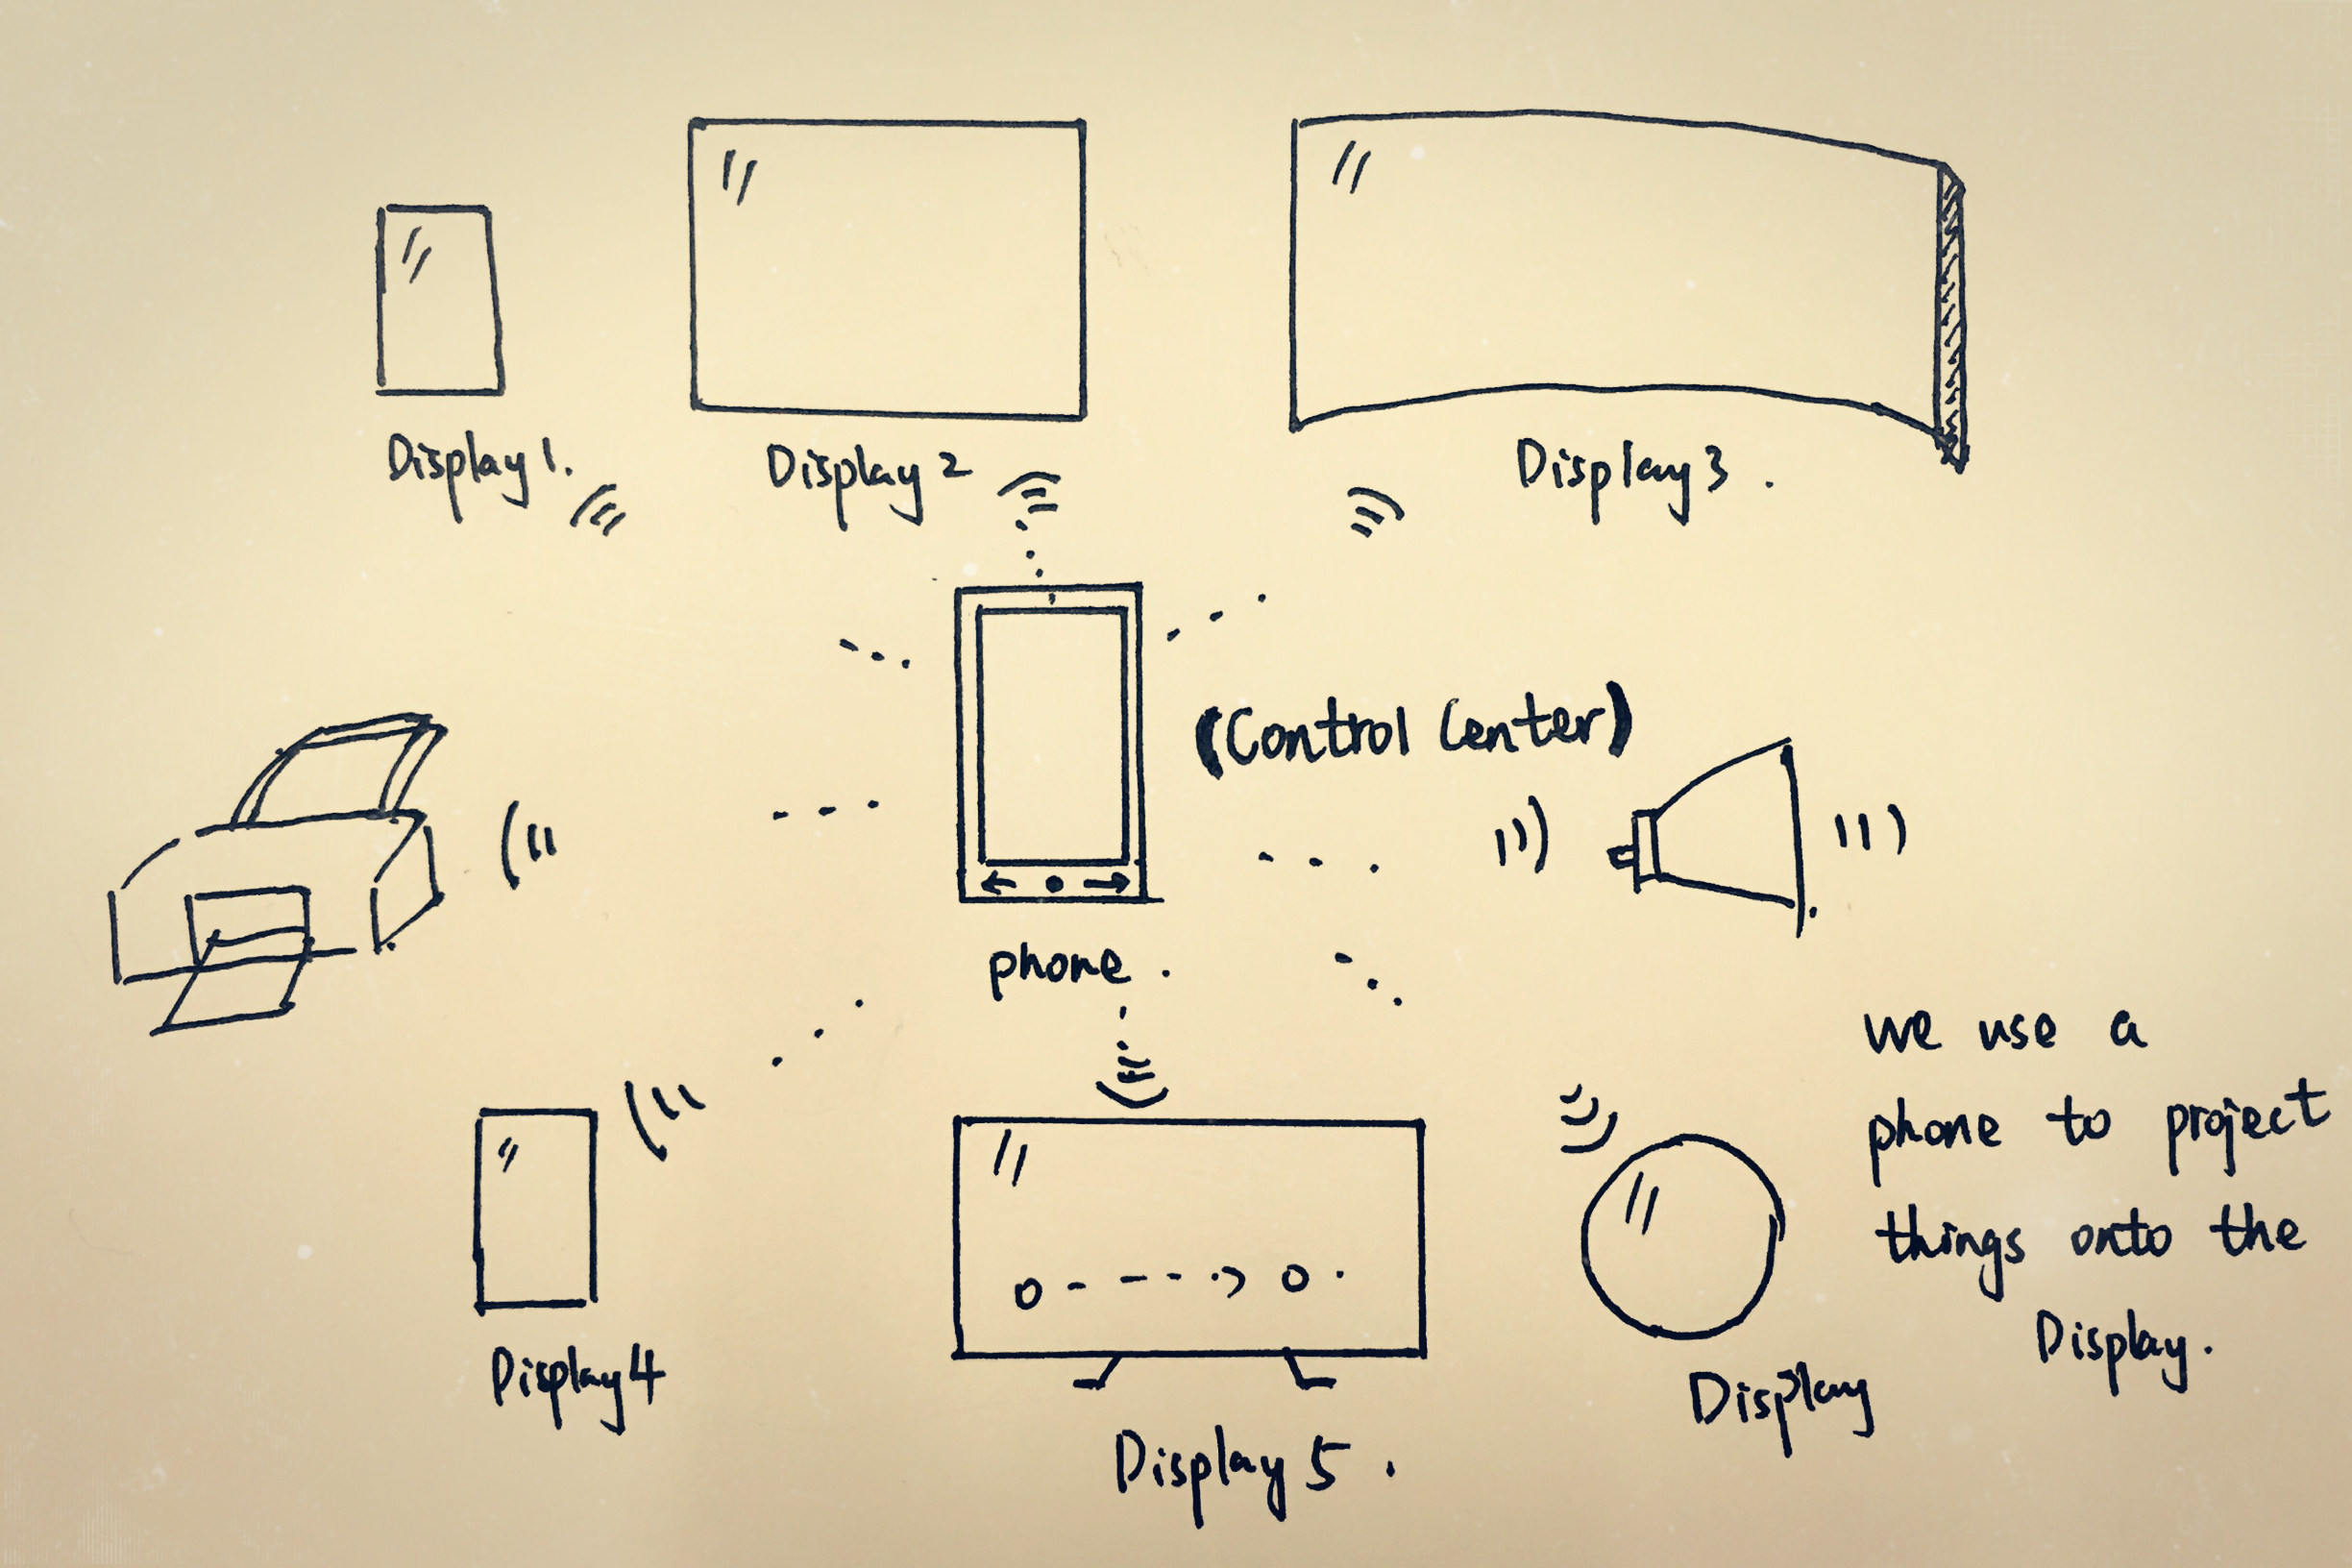 Display 1.
Display 2
Display 3.
(Control Center)
phone.
we use a
phone to project
things onto the
Display.
Display 4
Display 5.
Display